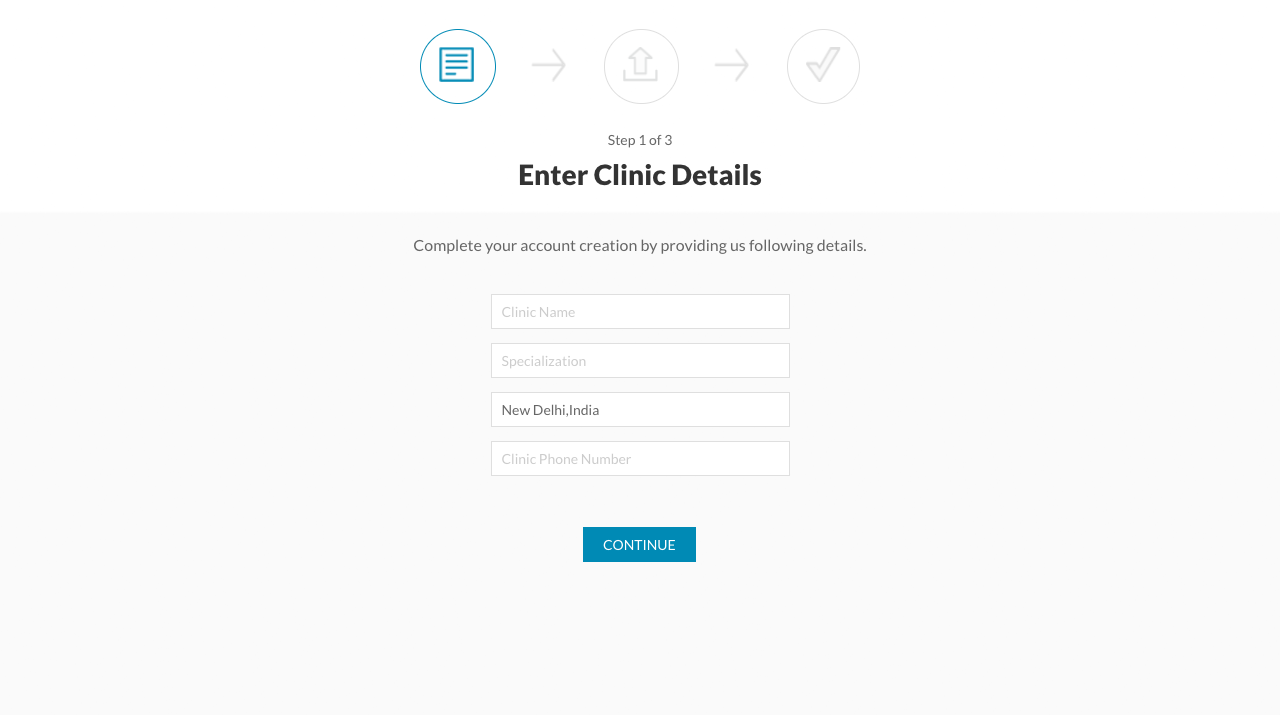 Step 1 of 3
Enter Clinic Details
Complete your account creation by providing us following details.
Clinic Name
Specialization
New Delhi,India
Clinic Phone Number
CONTINUE